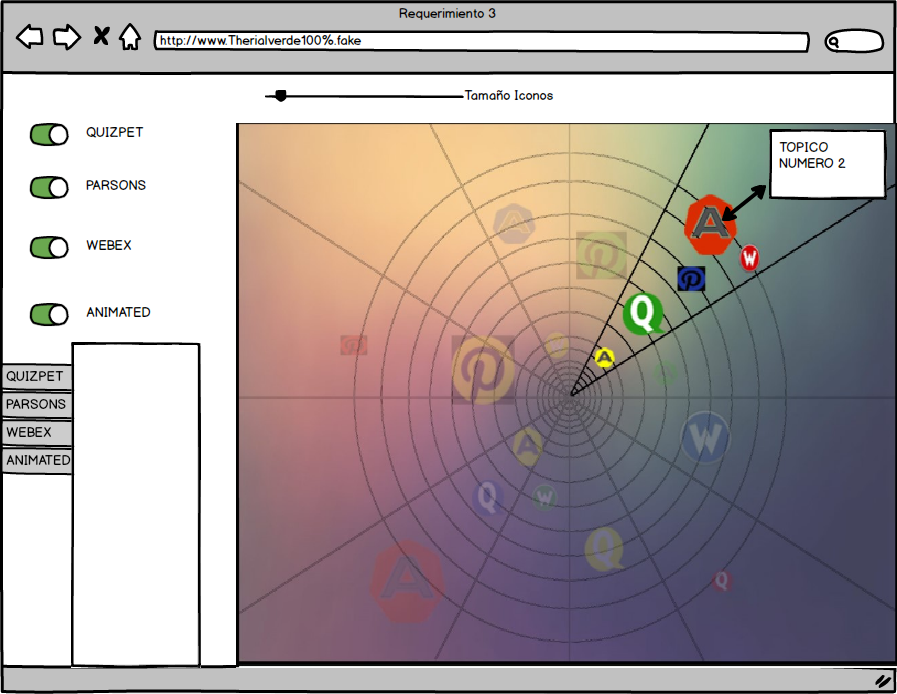 Requerimiento 3
http://www.Therialverde100%.fake
Tamaño Iconos
QUIZPET
PARSONS
WEBEX
ANIMATED
QUIZPET
PARSONS
WEBEX
ANIMATED
TOPICO
NUMERO 2
A
A
P
W
P
Q
W
A
P
Q
W
A
Q
W
Q
A
Q